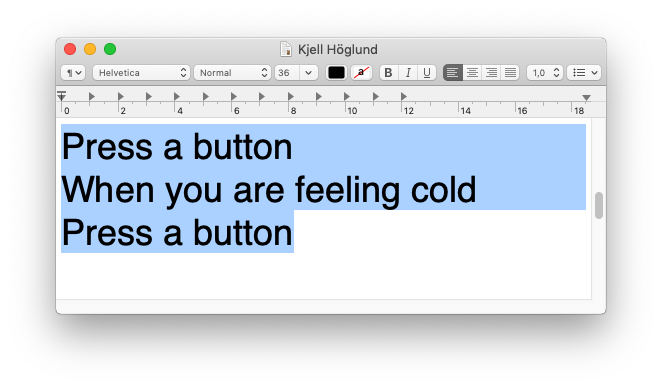 Kjell Höglund
¶ Helvetica Normal 36 a B I U 1,0
0 2 4 6 8 10 12 14 16 18
Press a button
When you are feeling cold
Press a button